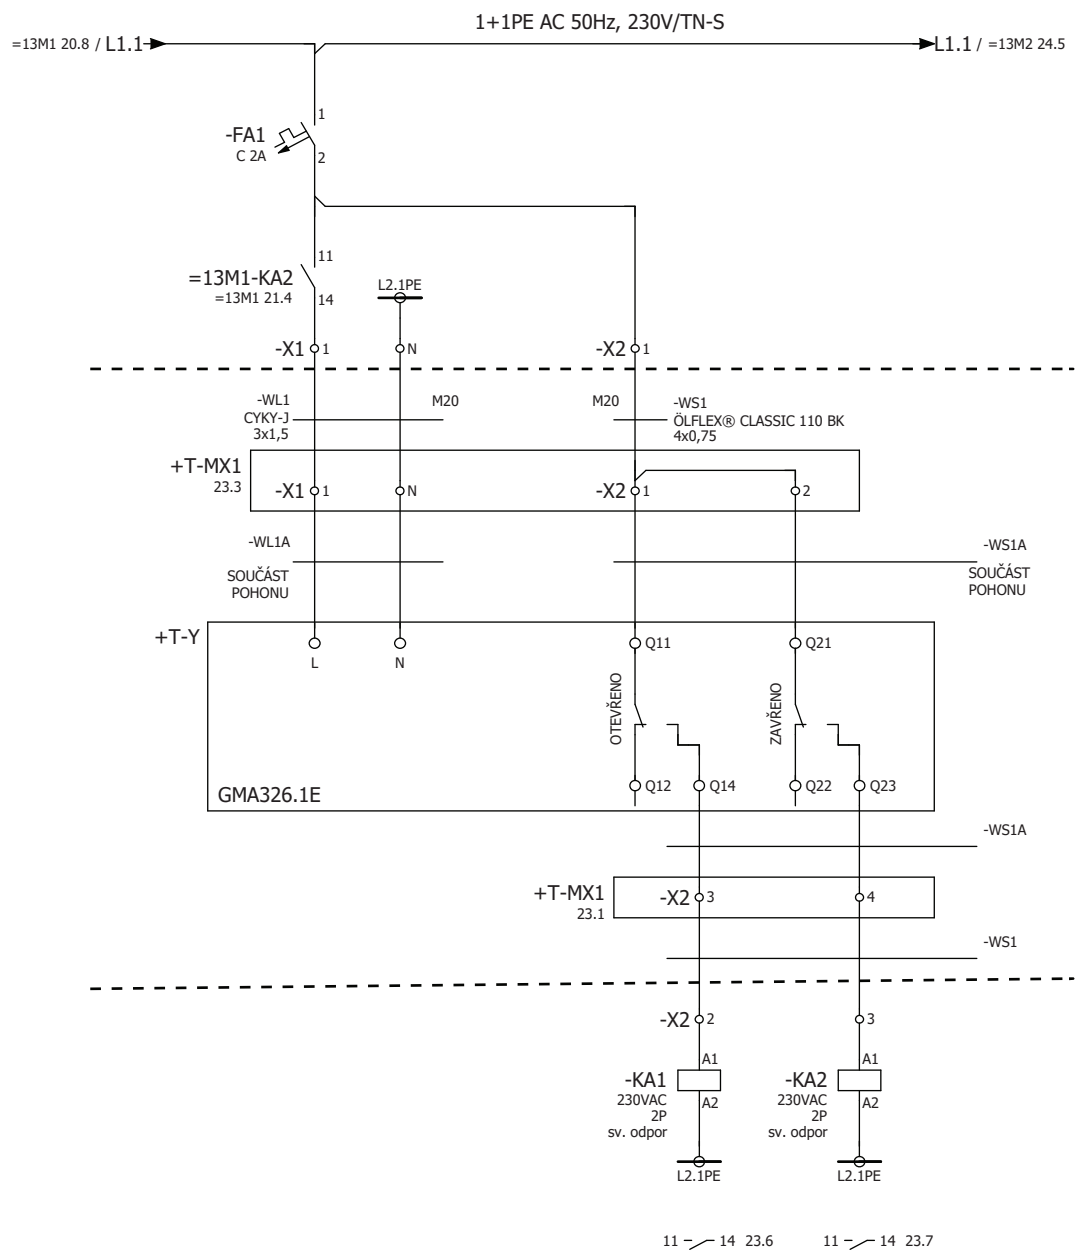 1+1PE AC 50Hz, 230V/TN-S
=13M1 20.8 / L1.1
L1.1 / =13M2 24.5
1
-FA1
C 2A
2
11
=13M1-KA2
=13M1 21.4
14
L2.1PE
-X1 1
N
-X2 1
-WL1
CYKY-J
3x1,5
M20
M20
-WS1
ÖLFLEX® CLASSIC 110 BK
4x0,75
+T-MX1
23.3
-X1 1
N
-X2 1
2
-WL1A
SOUČÁST
POHONU
-WS1A
SOUČÁST
POHONU
+T-Y
L
N
Q11
Q21
OTEVŘENO
ZAVŘENO
Q12
Q14
Q22
Q23
GMA326.1E
-WS1A
+T-MX1
23.1
-X2 3
4
-WS1
-X2 2
3
-KA1
230VAC
2P
sv. odpor
A1
A2
-KA2
230VAC
2P
sv. odpor
A1
A2
L2.1PE
L2.1PE
11 14 23.6
11 14 23.7